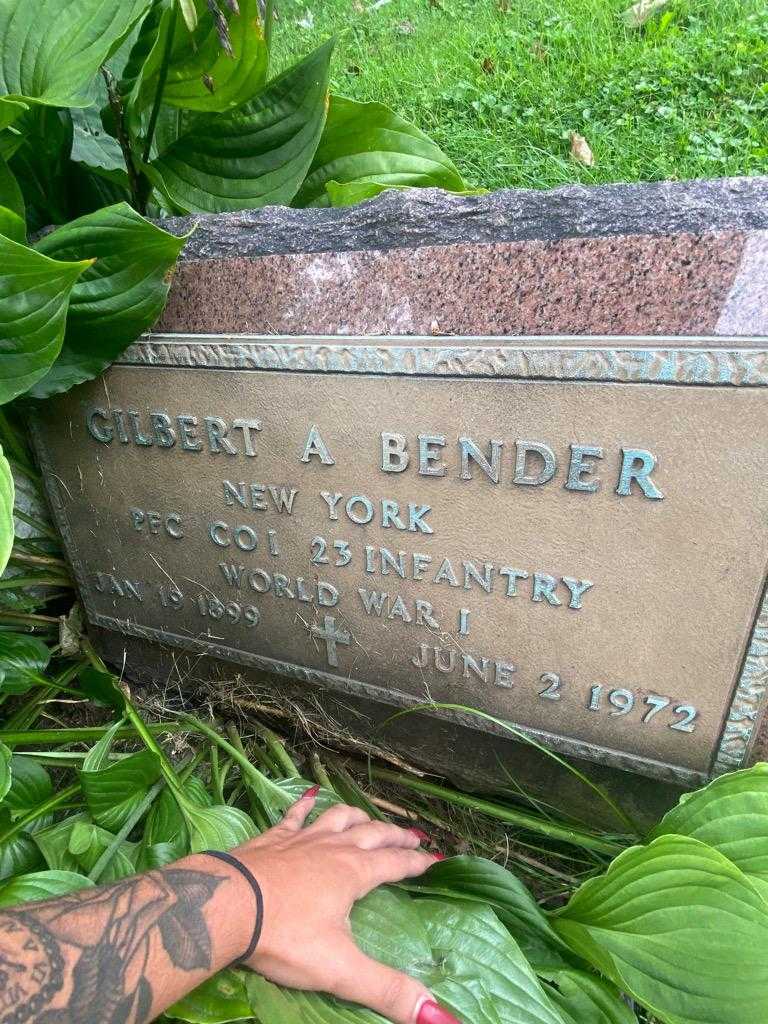 GILBERT A BENDER
NEW YORK
PFC CO I 23 INFANTRY
WORLD WAR I
JAN 19 1899 JUNE 2 1972